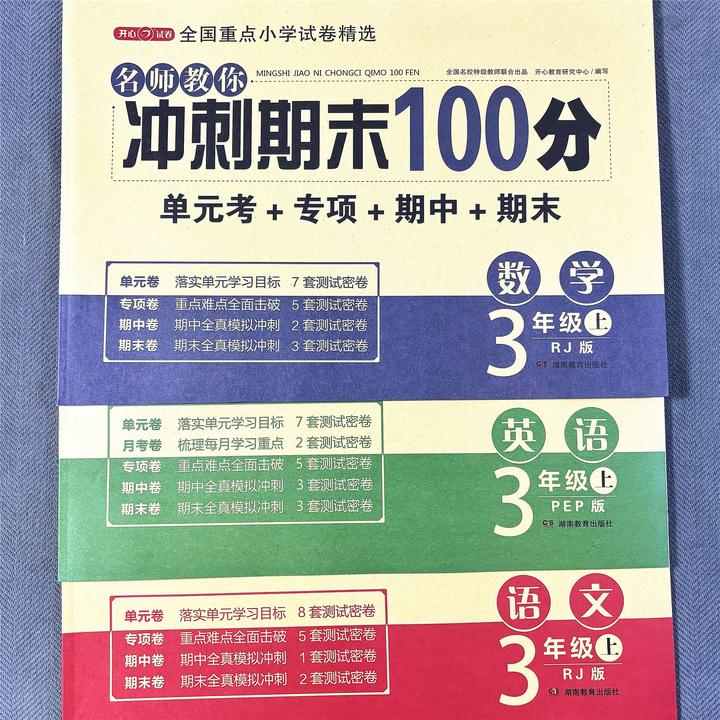 开心试卷 全国重点小学试卷精选
名师教你 MINGSHI JIAO NI CHONGCI QIMO 100 FEN 全国名校特级教师联合出品 开心教育研究中心/编写
冲刺期末100分
单元考+专项+期中+期末
数学
单元卷 落实单元学习目标 7套测试密卷
专项卷 重点难点全面击破 5套测试密卷
期中卷 期中全真模拟冲刺 2套测试密卷
期末卷 期末全真模拟冲刺 3套测试密卷
3年级上
RJ版
湖南教育出版社
英语
单元卷 落实单元学习目标 7套测试密卷
月考卷 梳理每月学习重点 2套测试密卷
专项卷 重点难点全面击破 5套测试密卷
期中卷 期中全真模拟冲刺 3套测试密卷
期末卷 期末全真模拟冲刺 3套测试密卷
3年级上
PEP版
湖南教育出版社
语文
单元卷 落实单元学习目标 8套测试密卷
专项卷 重点难点全面击破 5套测试密卷
期中卷 期中全真模拟冲刺 1套测试密卷
期末卷 期末全真模拟冲刺 2套测试密卷
3年级上
RJ版
湖南教育出版社